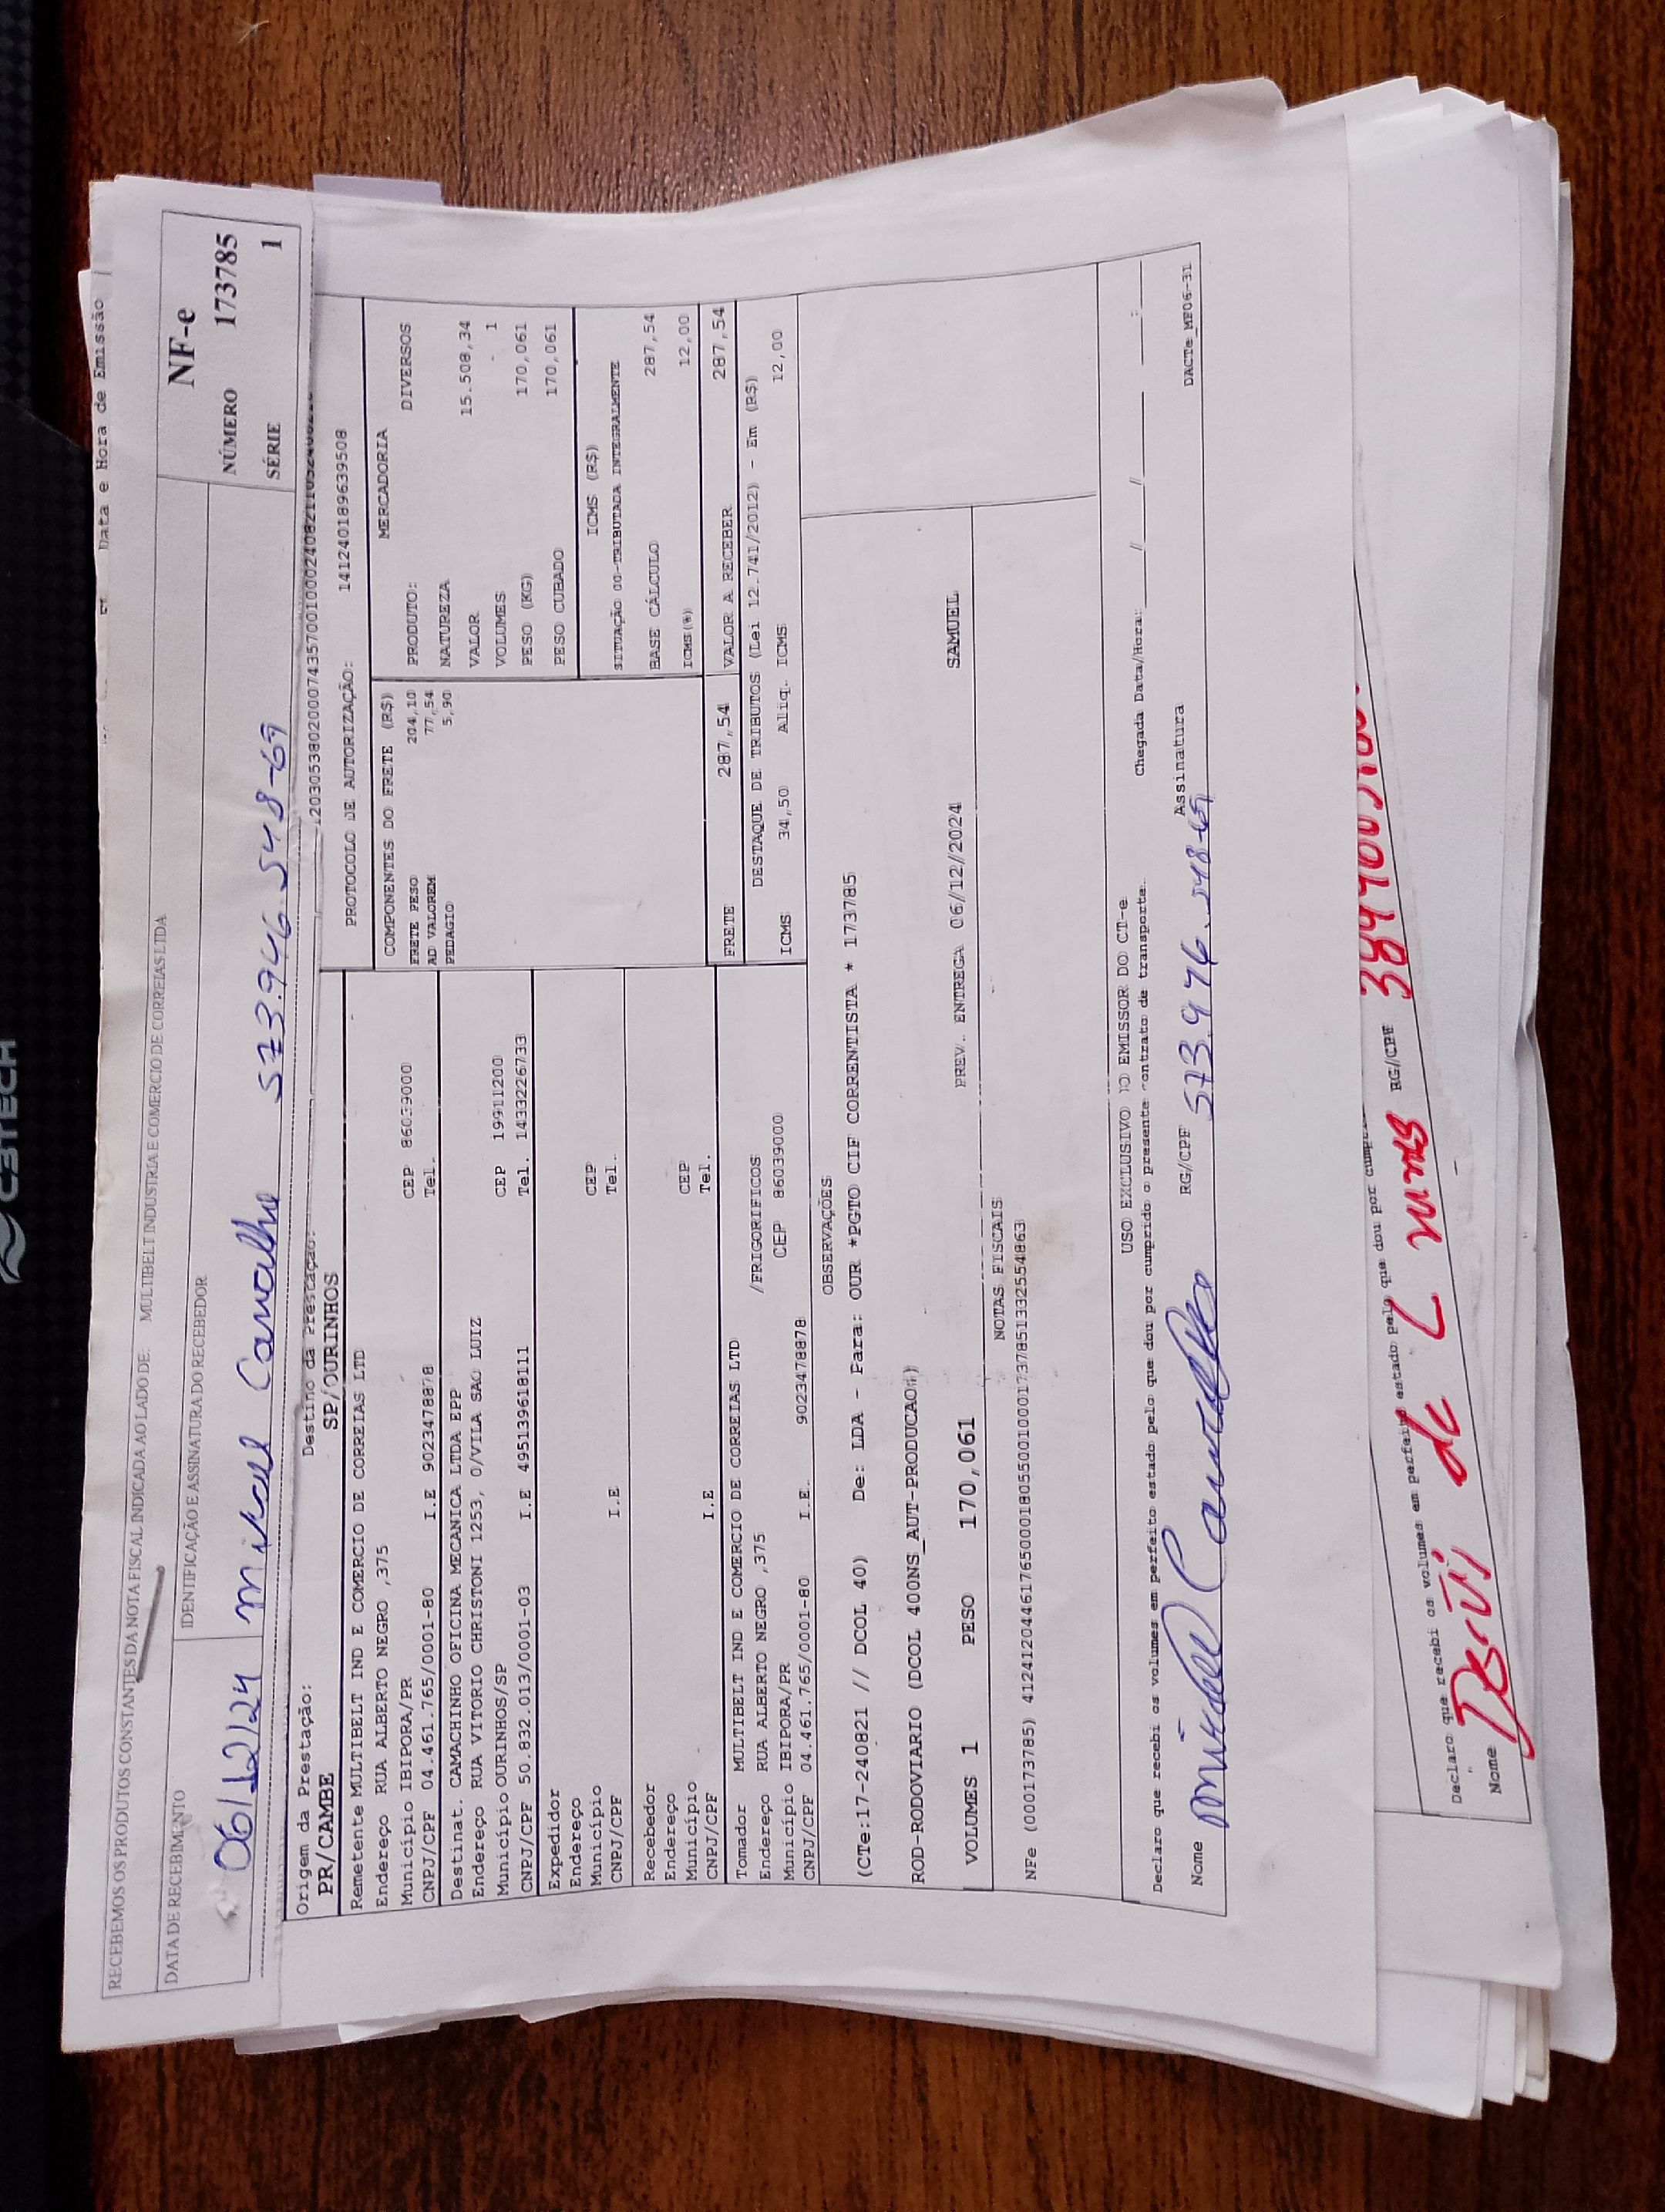 C3TECH
Data e Hora de Emissão
RECEBEMOS OS PRODUTOS CONSTANTES DA NOTA FISCAL INDICADA AO LADO DE: MULTIBELT INDUSTRIA E COMERCIO DE CORREIAS LTDA
NF-e
NÚMERO 173785
SÉRIE 1
DATA DE RECEBIMENTO
IDENTIFICAÇÃO E ASSINATURA DO RECEBEDOR
06/12/24 Carvalho 573.946.548-69
Origem da Prestação:
PR/CAMBE
Destino da Prestação:
SP/OURINHOS
PROTOCOLO DE AUTORIZAÇÃO: 141240189639508
Remetente MULTIBELT IND E COMERCIO DE CORREIAS LTD
Endereço RUA ALBERTO NEGRO ,375
Município IBIPORA/PR CEP 86039000
CNPJ/CPF 04.461.765/0001-80 I.E 9023478878 Tel.
Destinat. CAMACHINHO OFICINA MECANICA LTDA EPP
Endereço RUA VITORIO CHRISTONI 1253, 0/VILA SAO LUIZ
Município OURINHOS/SP CEP 19911200
CNPJ/CPF 50.832.013/0001-03 I.E 495139618111 Tel. 1433226733
Expedidor
Endereço
Município CEP
CNPJ/CPF I.E Tel.
Recebedor
Endereço
Município CEP
CNPJ/CPF I.E Tel.
Tomador MULTIBELT IND E COMERCIO DE CORREIAS LTD
Endereço RUA ALBERTO NEGRO ,375 /FRIGORIFICOS
Município IBIPORA/PR CEP 86039000
CNPJ/CPF 04.461.765/0001-80 I.E. 9023478878
COMPONENTES DO FRETE (R$)
FRETE PESO 204,10
AD VALOREM 77,54
PEDAGIO 5,90
MERCADORIA
PRODUTO: DIVERSOS
NATUREZA
VALOR 15.508,34
VOLUMES 1
PESO (KG) 170,061
PESO CUBADO 170,061
ICMS (R$)
SITUAÇÃO 00-TRIBUTADA INTEGRALMENTE
BASE CÁLCULO 287,54
ICMS(%) 12,00
FRETE 287,54 VALOR A RECEBER 287,54
DESTAQUE DE TRIBUTOS (Lei 12.741/2012) - Em (R$)
ICMS 34,50 Aliq. ICMS 12,00
OBSERVAÇÕES
(CTe:17-240821 // DCOL 40) De: LDA - Para: OUR *PGTO CIF CORRENTISTA * 173785
ROD-RODOVIARIO (DCOL 400NS_AUT-PRODUCAO#)
VOLUMES 1 PESO 170,061 PREV. ENTREGA 06/12/2024 SAMUEL
NOTAS FISCAIS
NFe (000173785) 41241204461765000180550010001737851332554863
USO EXCLUSIVO DO EMISSOR DO CT-e
Declaro que recebi os volumes em perfeito estado pelo que dou por cumprido o presente contrato de transporte. Chegada Data/Hora: // // :
Nome RG/CPF 573.946.548-69 Assinatura
DACTe_MF06-31
Declaro que recebi os volumes em perfeito estado pelo que dou por
Nome de RG/CPF